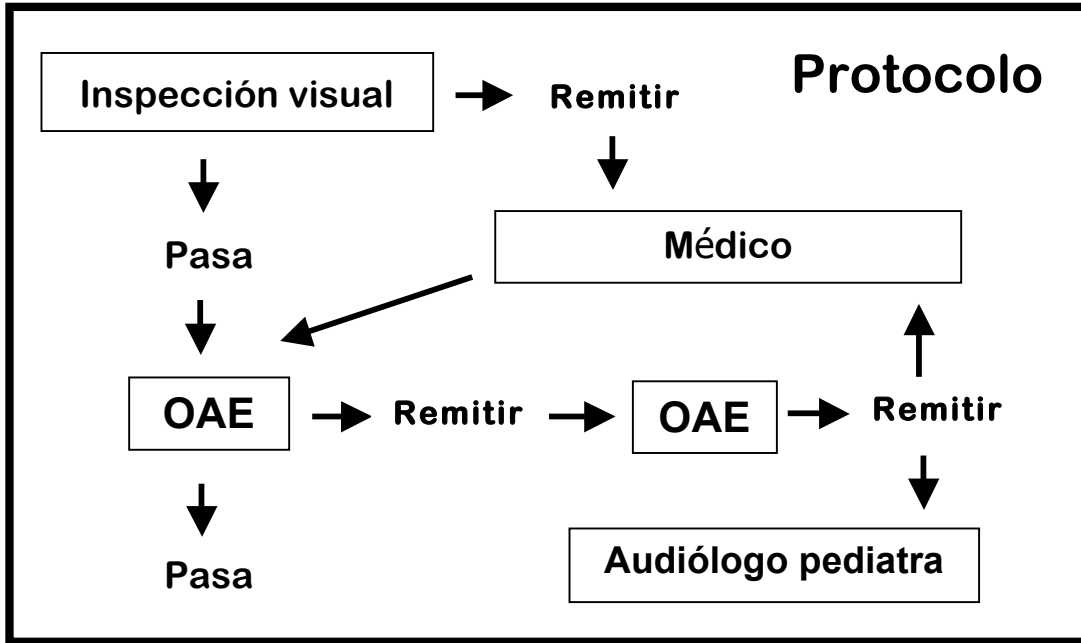 Protocolo
Inspección visual
Remitir
Pasa
Médico
OAE
Remitir
OAE
Remitir
Pasa
Audiólogo pediatra